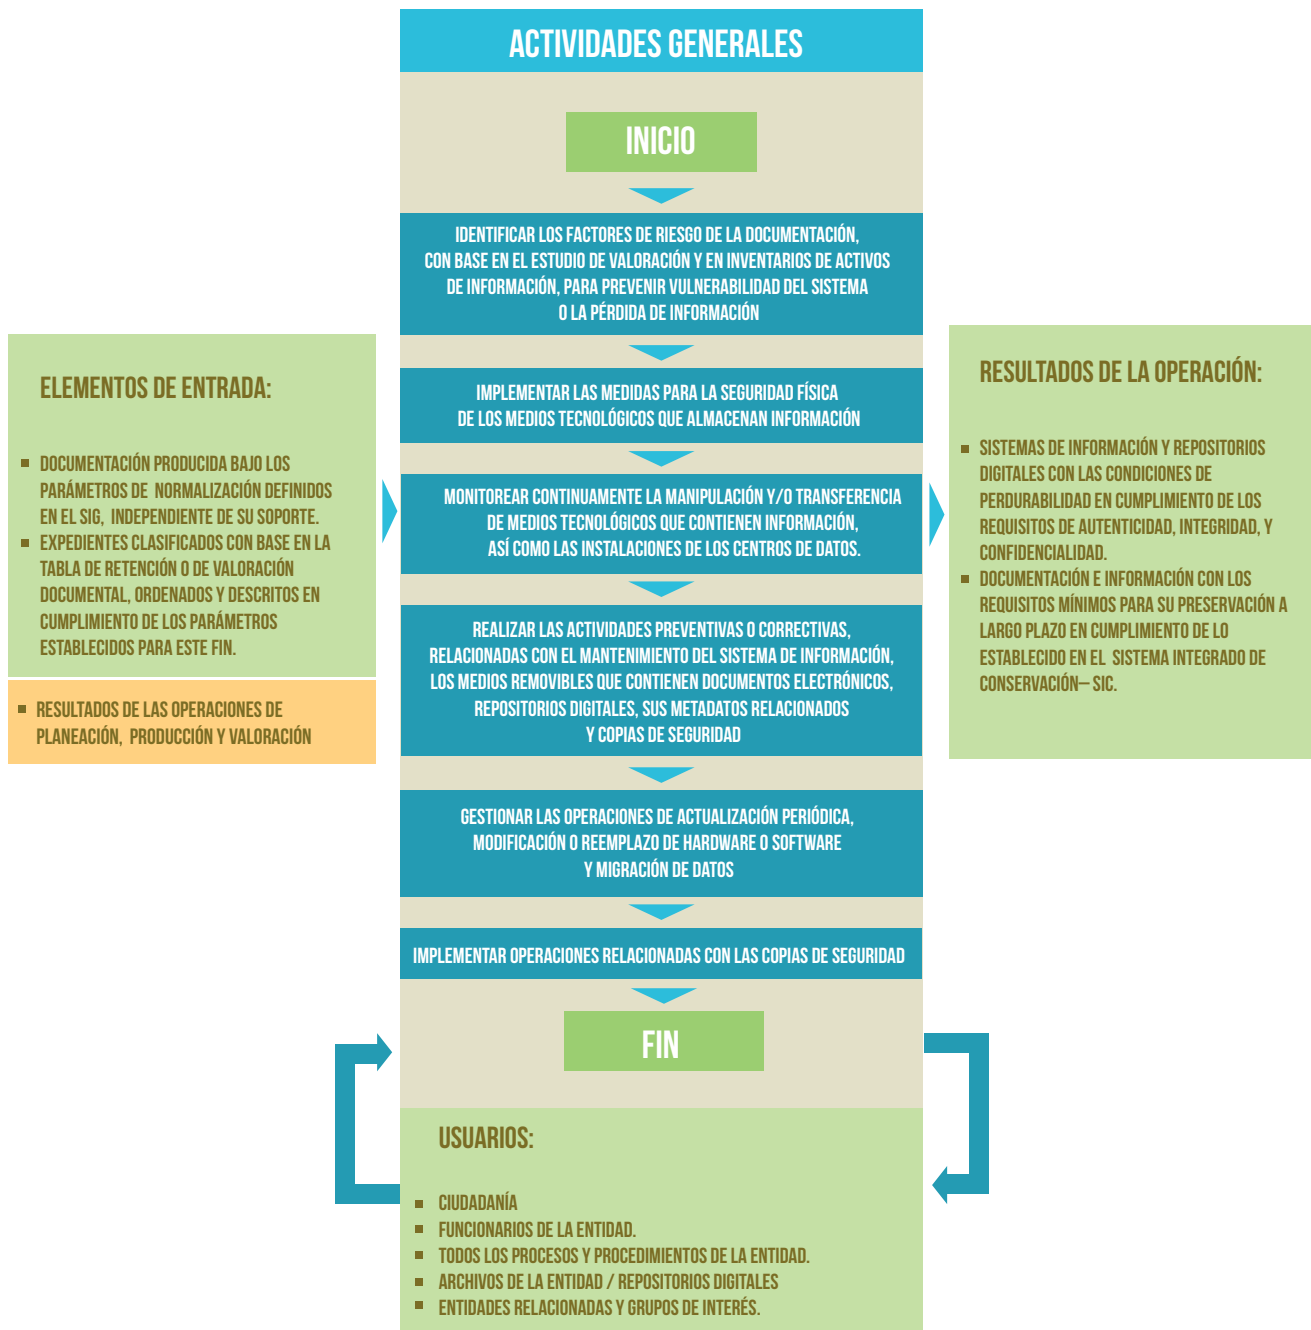 ACTIVIDADES GENERALES
INICIO
IDENTIFICAR LOS FACTORES DE RIESGO DE LA DOCUMENTACIÓN,
CON BASE EN EL ESTUDIO DE VALORACIÓN Y EN INVENTARIOS DE ACTIVOS
DE INFORMACIÓN, PARA PREVENIR VULNERABILIDAD DEL SISTEMA
O LA PÉRDIDA DE INFORMACIÓN
IMPLEMENTAR LAS MEDIDAS PARA LA SEGURIDAD FÍSICA
DE LOS MEDIOS TECNOLÓGICOS QUE ALMACENAN INFORMACIÓN
MONITOREAR CONTINUAMENTE LA MANIPULACIÓN Y/O TRANSFERENCIA
DE MEDIOS TECNOLÓGICOS QUE CONTIENEN INFORMACIÓN,
ASÍ COMO LAS INSTALACIONES DE LOS CENTROS DE DATOS.
REALIZAR LAS ACTIVIDADES PREVENTIVAS O CORRECTIVAS,
RELACIONADAS CON EL MANTENIMIENTO DEL SISTEMA DE INFORMACIÓN,
LOS MEDIOS REMOVIBLES QUE CONTIENEN DOCUMENTOS ELECTRÓNICOS,
REPOSITORIOS DIGITALES, SUS METADATOS RELACIONADOS
Y COPIAS DE SEGURIDAD
GESTIONAR LAS OPERACIONES DE ACTUALIZACIÓN PERIÓDICA,
MODIFICACIÓN O REEMPLAZO DE HARDWARE O SOFTWARE
Y MIGRACIÓN DE DATOS
IMPLEMENTAR OPERACIONES RELACIONADAS CON LAS COPIAS DE SEGURIDAD
FIN
ELEMENTOS DE ENTRADA:
DOCUMENTACIÓN PRODUCIDA BAJO LOS
PARÁMETROS DE NORMALIZACIÓN DEFINIDOS
EN EL SIG, INDEPENDIENTE DE SU SOPORTE.
EXPEDIENTES CLASIFICADOS CON BASE EN LA
TABLA DE RETENCIÓN O DE VALORACIÓN
DOCUMENTAL, ORDENADOS Y DESCRITOS EN
CUMPLIMIENTO DE LOS PARÁMETROS
ESTABLECIDOS PARA ESTE FIN.
RESULTADOS DE LAS OPERACIONES DE
PLANEACIÓN, PRODUCCIÓN Y VALORACIÓN
RESULTADOS DE LA OPERACIÓN:
SISTEMAS DE INFORMACIÓN Y REPOSITORIOS
DIGITALES CON LAS CONDICIONES DE
PERDURABILIDAD EN CUMPLIMIENTO DE LOS
REQUISITOS DE AUTENTICIDAD, INTEGRIDAD, Y
CONFIDENCIALIDAD.
DOCUMENTACIÓN E INFORMACIÓN CON LOS
REQUISITOS MÍNIMOS PARA SU PRESERVACIÓN A
LARGO PLAZO EN CUMPLIMIENTO DE LO
ESTABLECIDO EN EL SISTEMA INTEGRADO DE
CONSERVACIÓN– SIC.
USUARIOS:
CIUDADANÍA
FUNCIONARIOS DE LA ENTIDAD.
TODOS LOS PROCESOS Y PROCEDIMIENTOS DE LA ENTIDAD.
ARCHIVOS DE LA ENTIDAD / REPOSITORIOS DIGITALES
ENTIDADES RELACIONADAS Y GRUPOS DE INTERÉS.